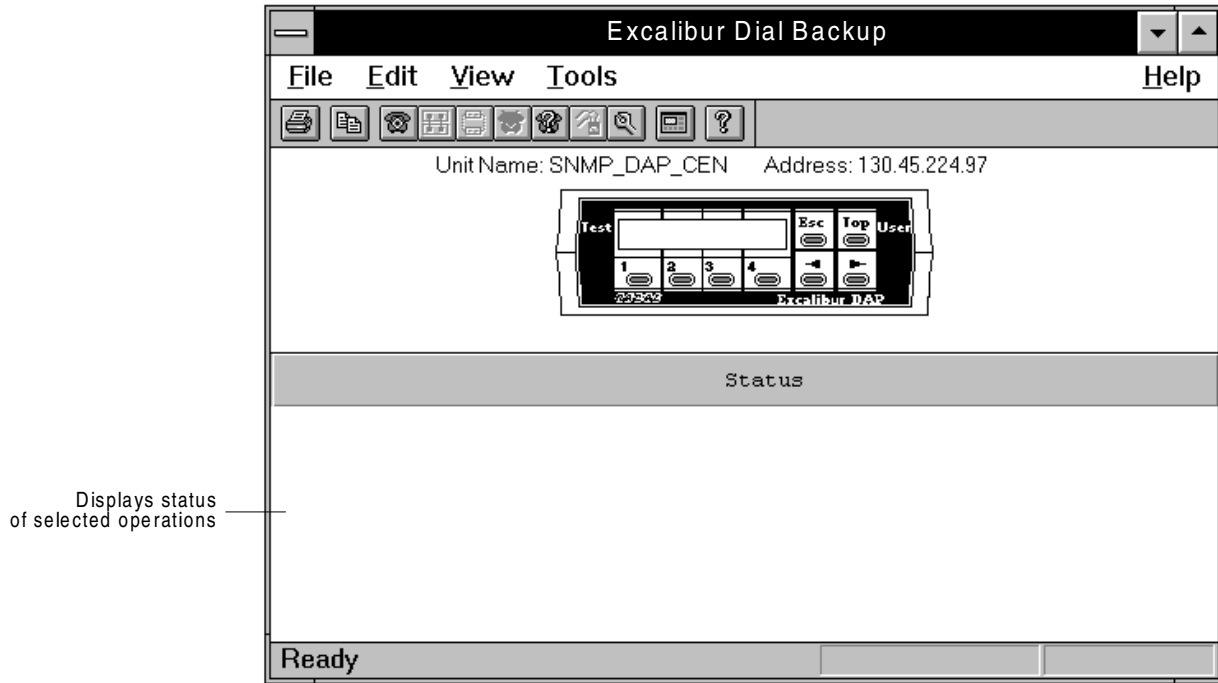 Excalibur Dial Backup
File Edit View Tools Help
Unit Name: SNMP_DAP_CEN Address: 130.45.224.97
Test Esc Top User
1 2 3 4
Excalibur DAP
Status
Displays status
of selected operations
Ready